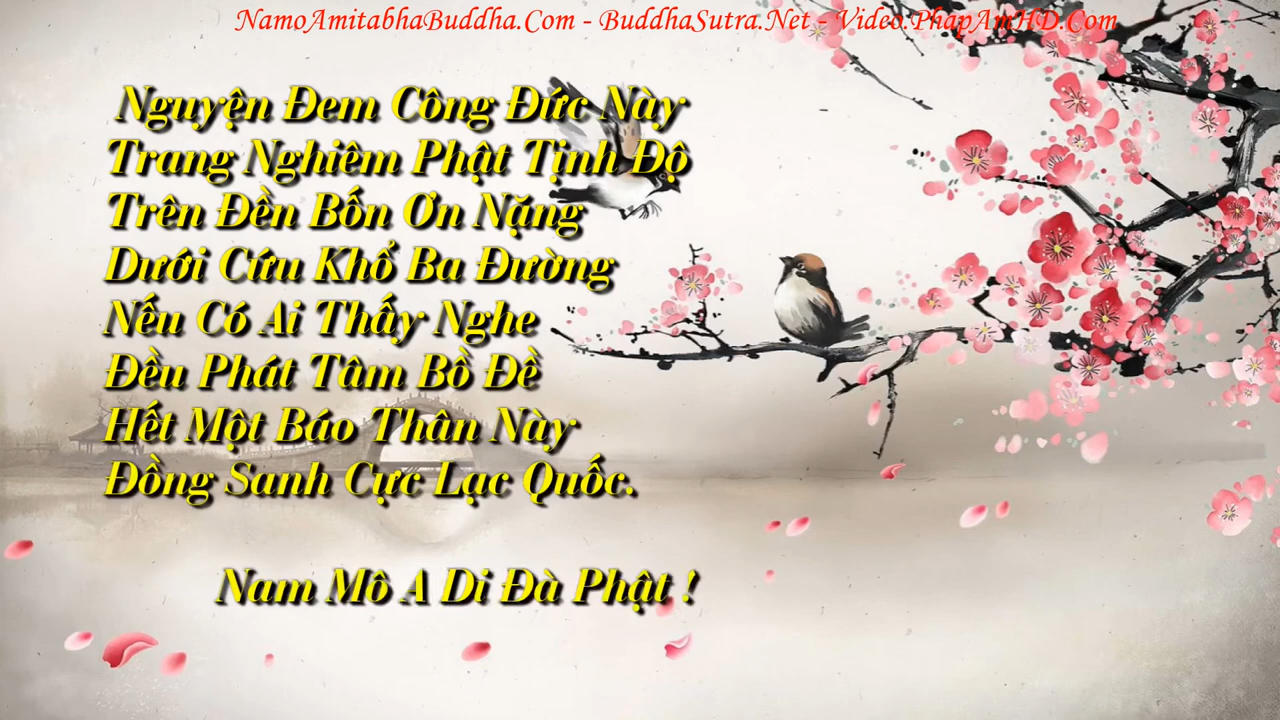 NamoAmitabhaBuddha.Com - BuddhaSutra.Net - Video.PhapAmHD.Com
Nguyện Đem Công Đức Này
Trang Nghiêm Phật Tịnh Độ
Trên Đền Bốn Ơn Nặng
Dưới Cứu Khổ Ba Đường
Nếu Có Ai Thấy Nghe
Đều Phát Tâm Bồ Đề
Hết Một Báo Thân Này
Đồng Sanh Cực Lạc Quốc.
Nam Mô A Di Đà Phật !